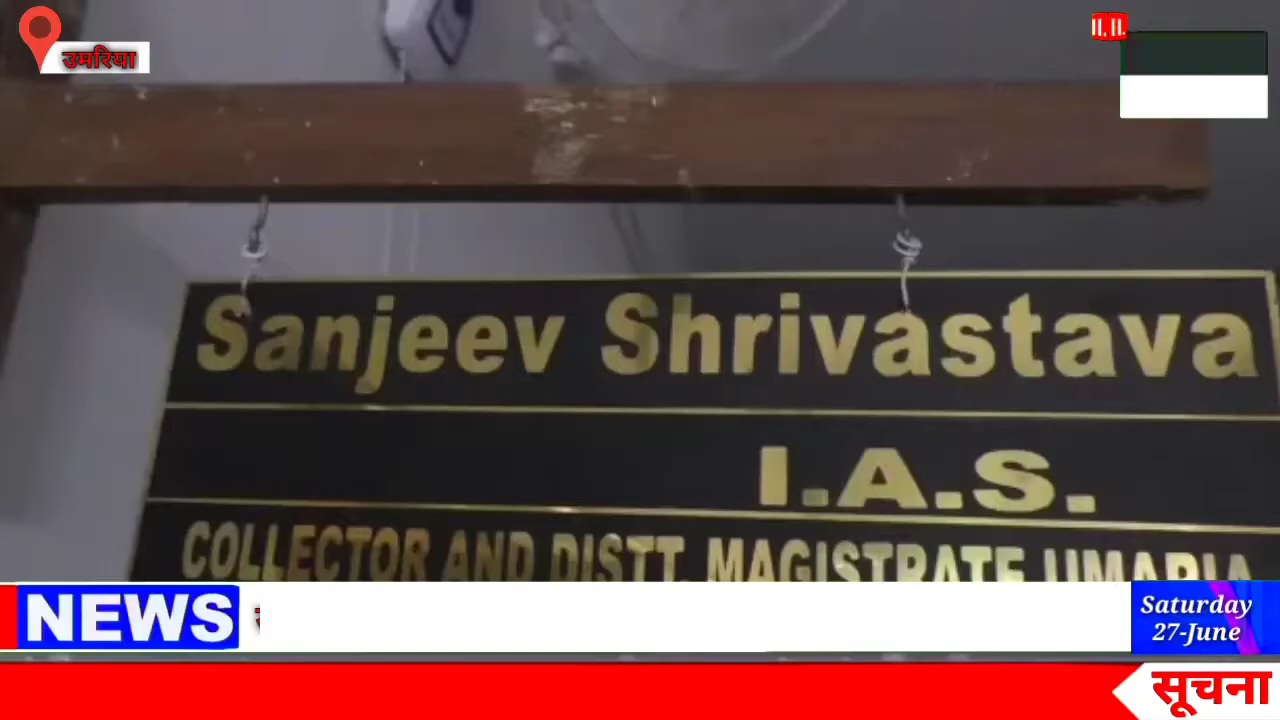 उमरिया
Sanjeev Shrivastava
I.A.S.
COLLECTOR AND DISTT. MAGISTRATE UMARIA
NEWS
Saturday
27-June
सूचना